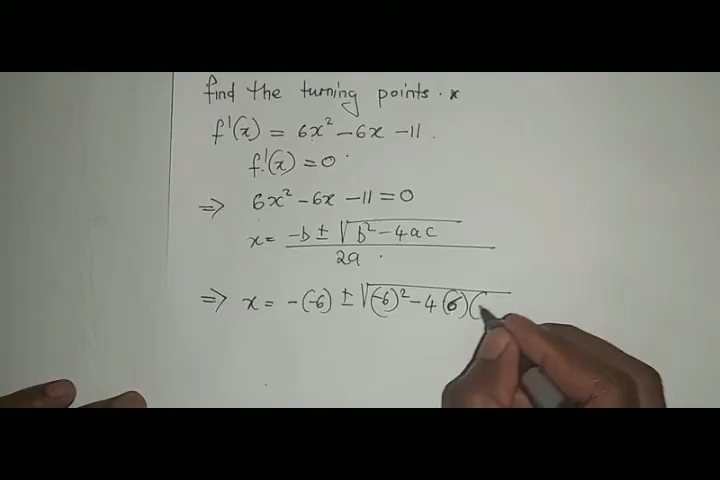 find the turning points. x
f'(x) = 6x² - 6x - 11.
f'(x) = 0.
⇒ 6x² - 6x - 11 = 0
x = -b ± √b² - 4ac
2a.
⇒ x = -(-6) ± √(-6)² - 4(6)(